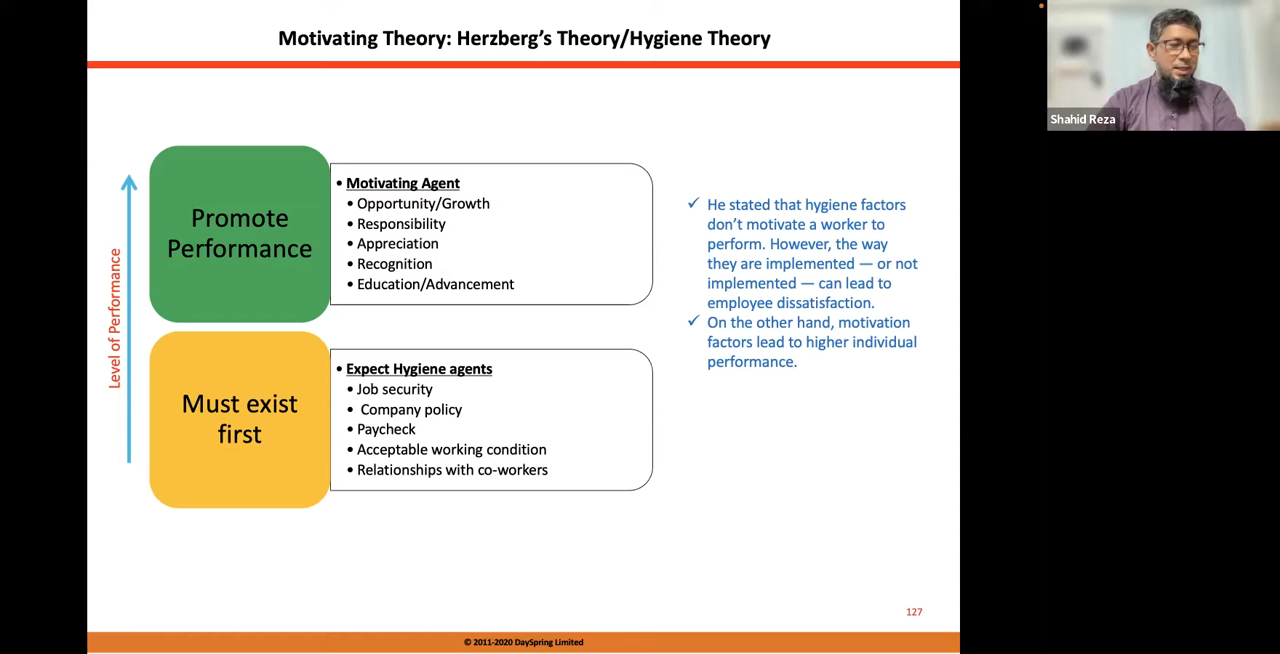 Motivating Theory: Herzberg's Theory/Hygiene Theory
Shahid Reza
Level of Performance
Promote
Performance
• Motivating Agent
• Opportunity/Growth
• Responsibility
• Appreciation
• Recognition
• Education/Advancement
Must exist
first
• Expect Hygiene agents
• Job security
• Company policy
• Paycheck
• Acceptable working condition
• Relationships with co-workers
✓ He stated that hygiene factors
don't motivate a worker to
perform. However, the way
they are implemented — or not
implemented — can lead to
employee dissatisfaction.
✓ On the other hand, motivation
factors lead to higher individual
performance.
127
© 2011-2020 DaySpring Limited